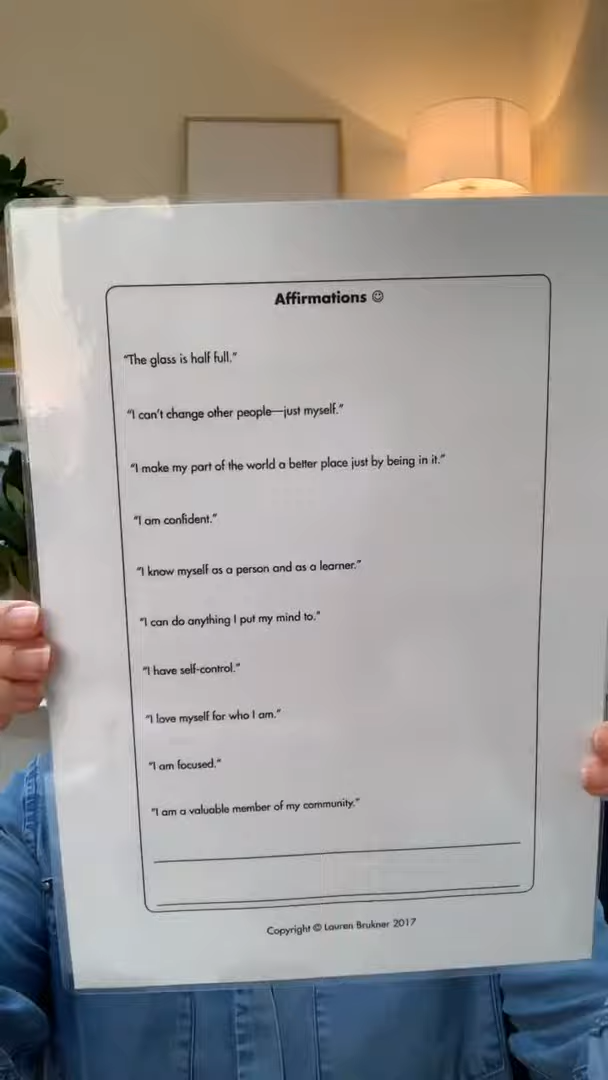 Affirmations ☺
"The glass is half full."
"I can't change other people—just myself."
"I make my part of the world a better place just by being in it."
"I am confident."
"I know myself as a person and as a learner."
"I can do anything I put my mind to."
"I have self-control."
"I love myself for who I am."
"I am focused."
"I am a valuable member of my community."
Copyright © Lauren Brukner 2017